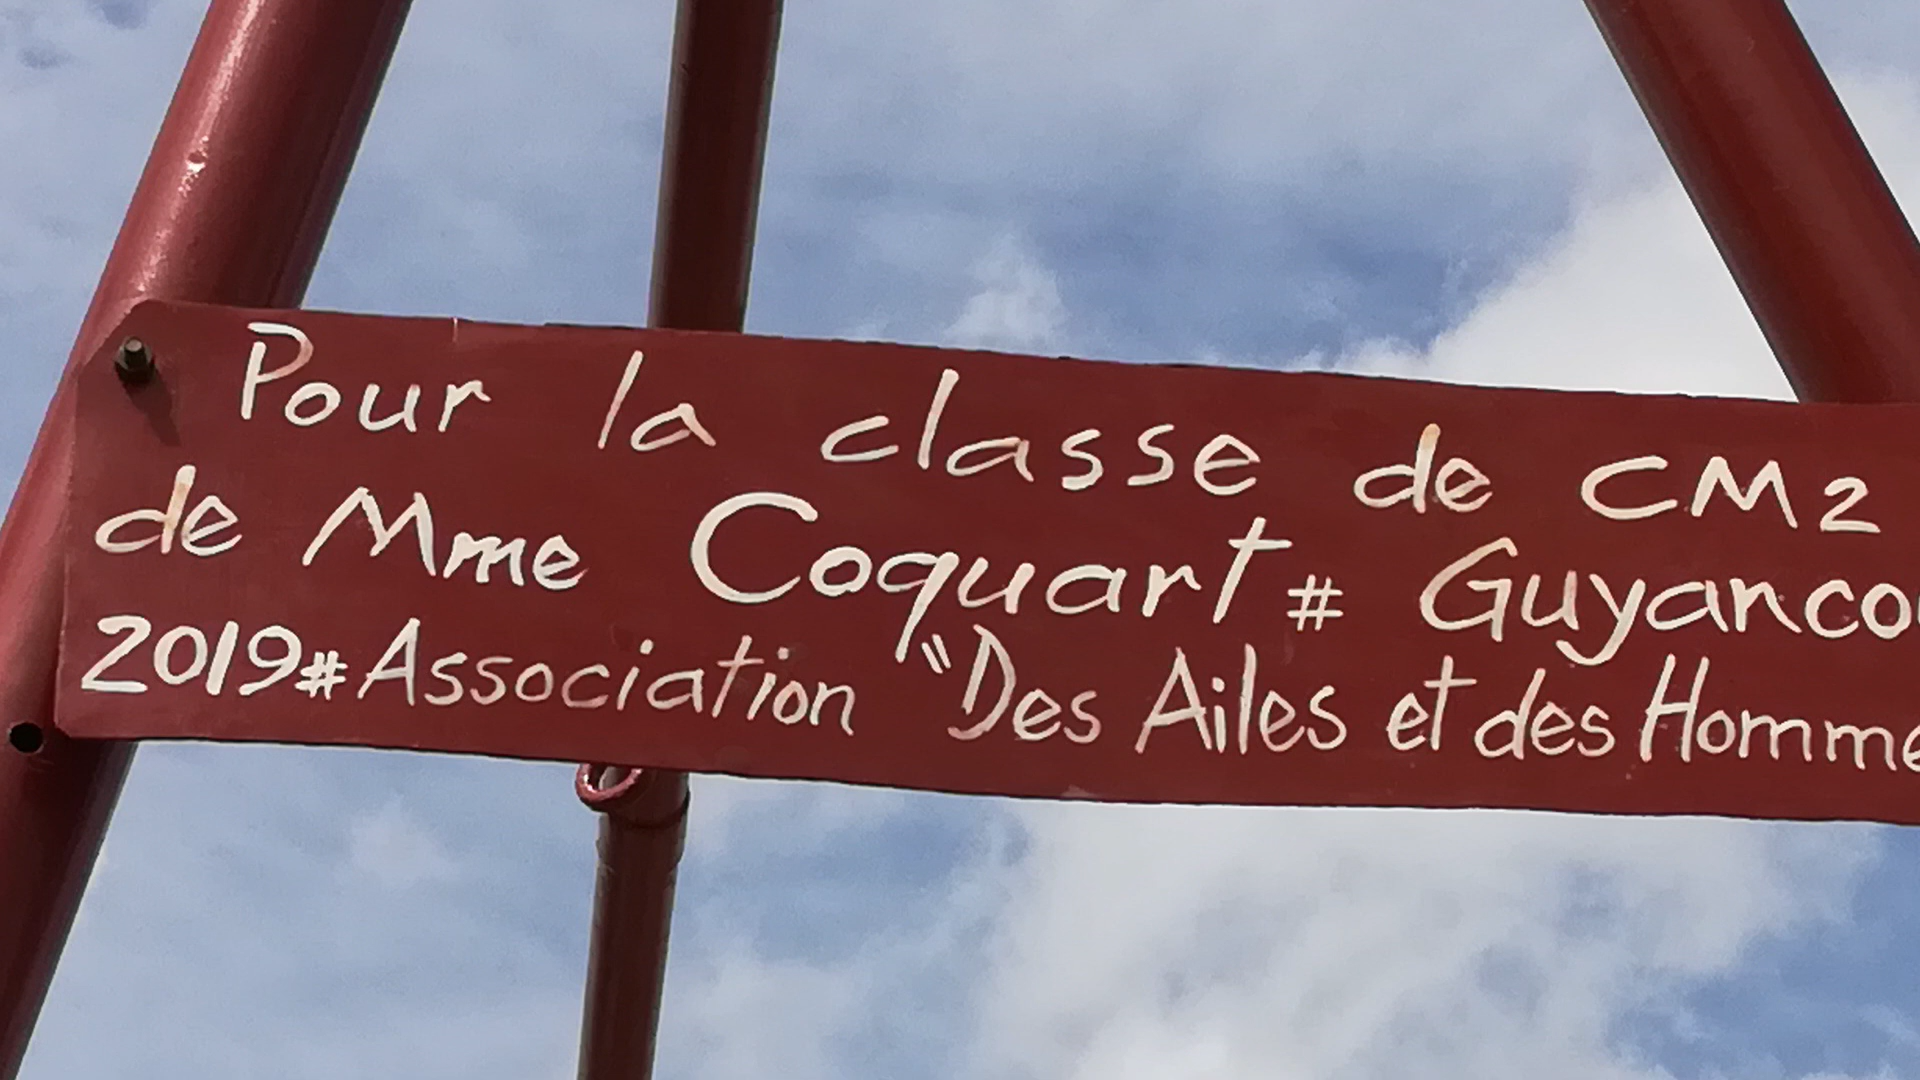 Pour la classe de CM2
de Mme Coquart # Guyanco
2019#Association "Des Ailes et des Homme